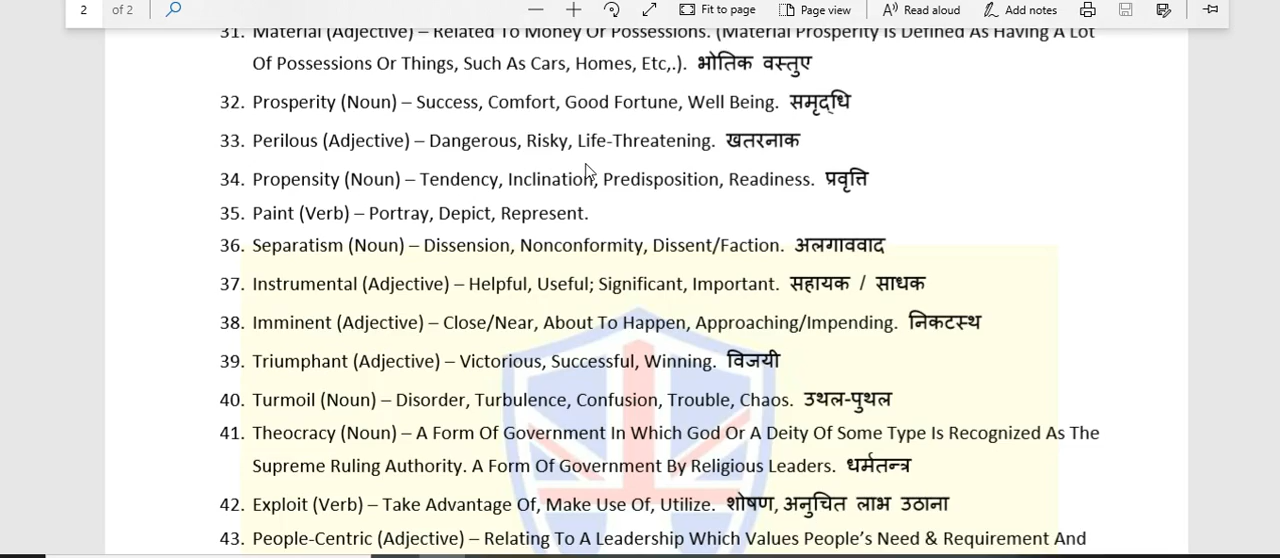 2 of 2 Fit to page Page view Read aloud Add notes
31. Material (Adjective) – Related To Money Or Possessions. (Material Prosperity Is Defined As Having A Lot
Of Possessions Or Things, Such As Cars, Homes, Etc,.). भोतिक वस्तुए
32. Prosperity (Noun) – Success, Comfort, Good Fortune, Well Being. समृद्धि
33. Perilous (Adjective) – Dangerous, Risky, Life-Threatening. खतरनाक
34. Propensity (Noun) – Tendency, Inclination, Predisposition, Readiness. प्रवृत्ति
35. Paint (Verb) – Portray, Depict, Represent.
36. Separatism (Noun) – Dissension, Nonconformity, Dissent/Faction. अलगाववाद
37. Instrumental (Adjective) – Helpful, Useful; Significant, Important. सहायक / साधक
38. Imminent (Adjective) – Close/Near, About To Happen, Approaching/Impending. निकटस्थ
39. Triumphant (Adjective) – Victorious, Successful, Winning. विजयी
40. Turmoil (Noun) – Disorder, Turbulence, Confusion, Trouble, Chaos. उथल-पुथल
41. Theocracy (Noun) – A Form Of Government In Which God Or A Deity Of Some Type Is Recognized As The
Supreme Ruling Authority. A Form Of Government By Religious Leaders. धर्मतन्त्र
42. Exploit (Verb) – Take Advantage Of, Make Use Of, Utilize. शोषण, अनुचित लाभ उठाना
43. People-Centric (Adjective) – Relating To A Leadership Which Values People's Need & Requirement And